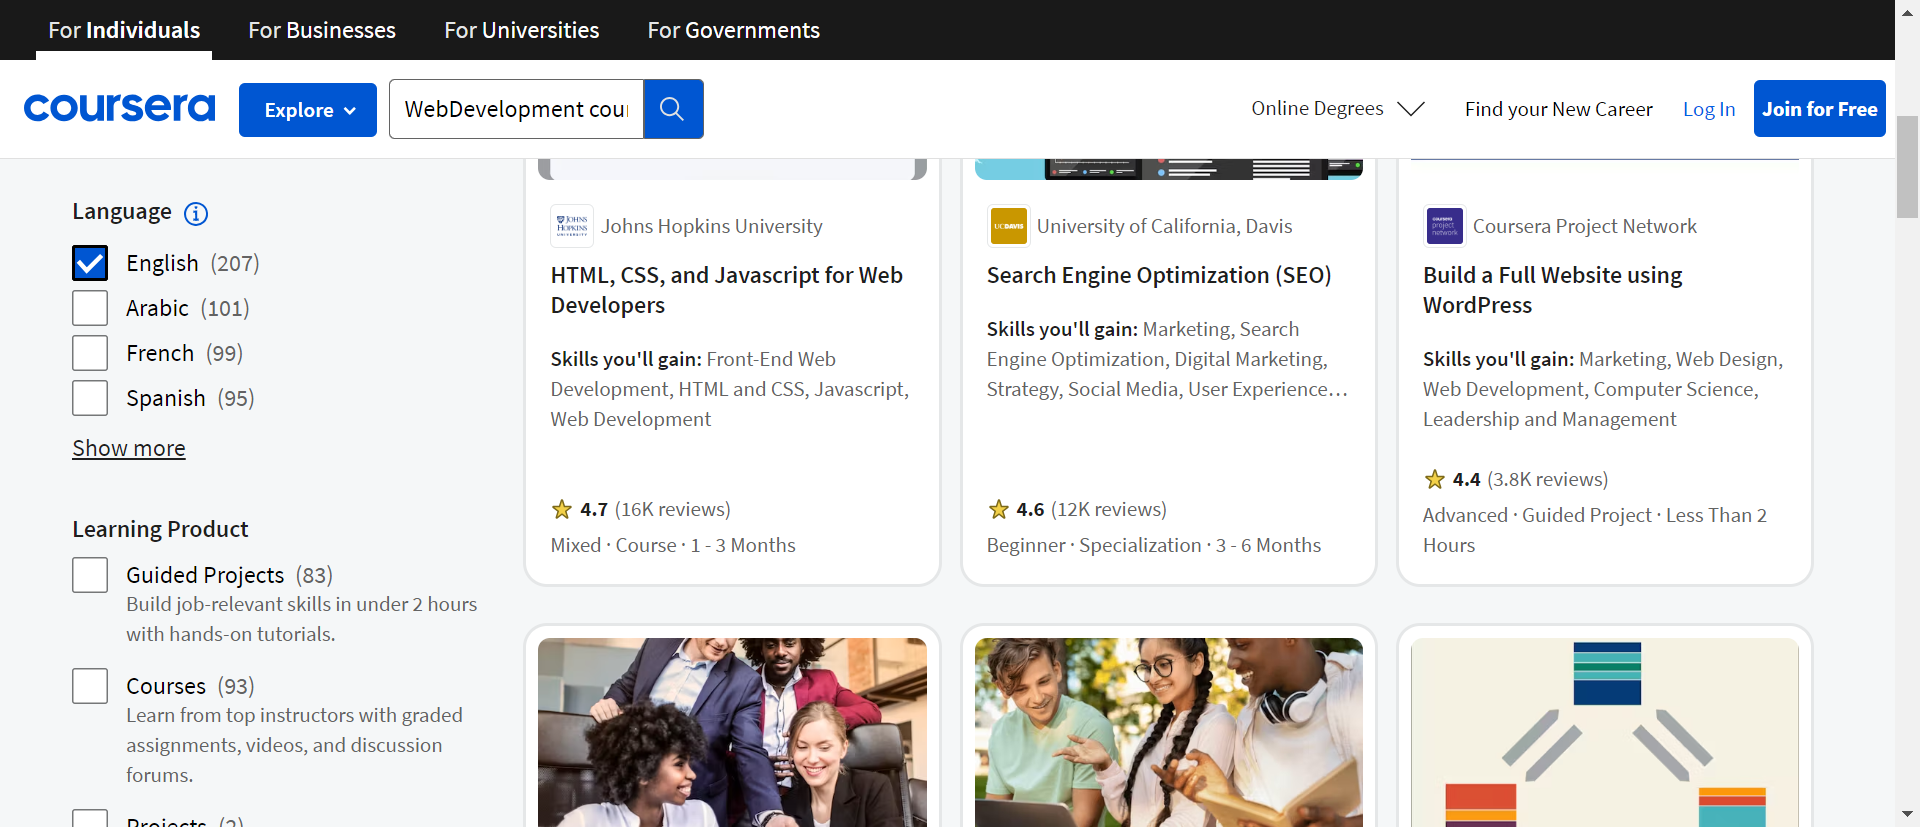 For Individuals
For Businesses
For Universities
For Governments
coursera
Explore
WebDevelopment cour
Online Degrees
Find your New Career
Log In
Join for Free
Language
English (207)
Arabic (101)
French (99)
Spanish (95)
Show more
Learning Product
Guided Projects (83)
Build job-relevant skills in under 2 hours
with hands-on tutorials.
Courses (93)
Learn from top instructors with graded
assignments, videos, and discussion
forums.
Projects (2)
JOHNS
HOPKINS
UNIVERSITY
Johns Hopkins University
HTML, CSS, and Javascript for Web
Developers
Skills you'll gain: Front-End Web
Development, HTML and CSS, Javascript,
Web Development
4.7 (16K reviews)
Mixed · Course · 1 - 3 Months
UCDAVIS
University of California, Davis
Search Engine Optimization (SEO)
Skills you'll gain: Marketing, Search
Engine Optimization, Digital Marketing,
Strategy, Social Media, User Experience…
4.6 (12K reviews)
Beginner · Specialization · 3 - 6 Months
coursera
project
network
Coursera Project Network
Build a Full Website using
WordPress
Skills you'll gain: Marketing, Web Design,
Web Development, Computer Science,
Leadership and Management
4.4 (3.8K reviews)
Advanced · Guided Project · Less Than 2
Hours